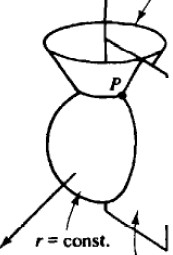 P
r = const.